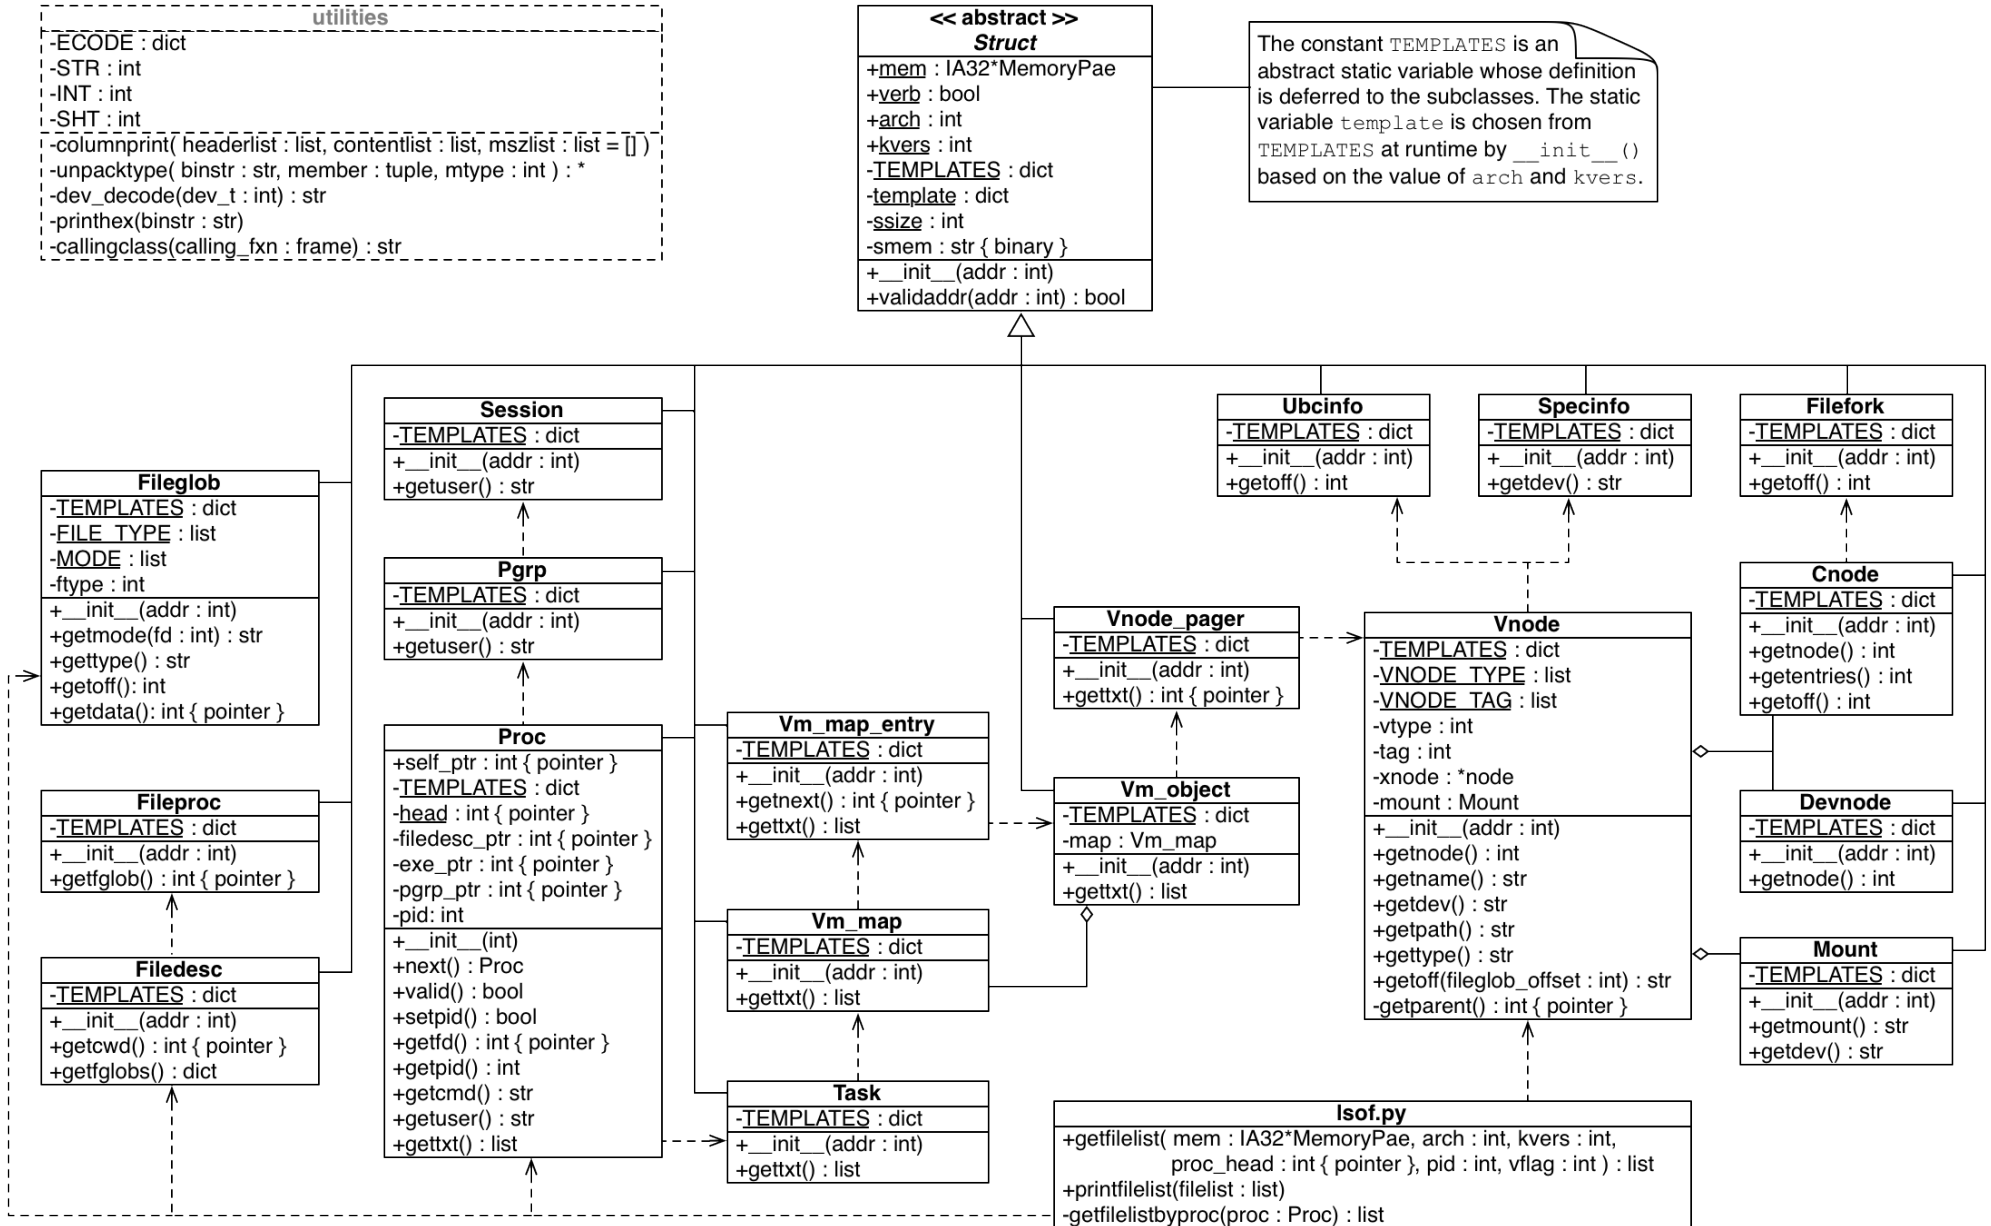 utilities
-ECODE : dict
-STR : int
-INT : int
-SHT : int
-columnprint( headerlist : list, contentlist : list, mszlist : list = [] )
-unpacktype( binstr : str, member : tuple, mtype : int ) : *
-dev_decode(dev_t : int) : str
-printhex(binstr : str)
-callingclass(calling_fxn : frame) : str
<< abstract >>
Struct
+mem : IA32*MemoryPae
+verb : bool
+arch : int
+kvers : int
-TEMPLATES : dict
-template : dict
-ssize : int
-smem : str { binary }
+__init__(addr : int)
+validaddr(addr : int) : bool
The constant TEMPLATES is an
abstract static variable whose definition
is deferred to the subclasses. The static
variable template is chosen from
TEMPLATES at runtime by __init__()
based on the value of arch and kvers.
Fileglob
-TEMPLATES : dict
-FILE_TYPE : list
-MODE : list
-ftype : int
+__init__(addr : int)
+getmode(fd : int) : str
+gettype() : str
+getoff(): int
+getdata(): int { pointer }
Fileproc
-TEMPLATES : dict
+__init__(addr : int)
+getfglob() : int { pointer }
Filedesc
-TEMPLATES : dict
+__init__(addr : int)
+getcwd() : int { pointer }
+getfglobs() : dict
Session
-TEMPLATES : dict
+__init__(addr : int)
+getuser() : str
Pgrp
-TEMPLATES : dict
+__init__(addr : int)
+getuser() : str
Proc
+self_ptr : int { pointer }
-TEMPLATES : dict
-head : int { pointer }
-filedesc_ptr : int { pointer }
-exe_ptr : int { pointer }
-pgrp_ptr : int { pointer }
-pid: int
+__init__(int)
+next() : Proc
+valid() : bool
+setpid() : bool
+getfd() : int { pointer }
+getpid() : int
+getcmd() : str
+getuser() : str
+gettxt() : list
Vm_map_entry
-TEMPLATES : dict
+__init__(addr : int)
+getnext() : int { pointer }
+gettxt() : list
Vm_map
-TEMPLATES : dict
+__init__(addr : int)
+gettxt() : list
Task
-TEMPLATES : dict
+__init__(addr : int)
+gettxt() : list
Vnode_pager
-TEMPLATES : dict
+__init__(addr : int)
+gettxt() : int { pointer }
Vm_object
-TEMPLATES : dict
-map : Vm_map
+__init__(addr : int)
+gettxt() : list
Ubcinfo
-TEMPLATES : dict
+__init__(addr : int)
+getoff() : int
Specinfo
-TEMPLATES : dict
+__init__(addr : int)
+getdev() : str
Filefork
-TEMPLATES : dict
+__init__(addr : int)
+getoff() : int
Vnode
-TEMPLATES : dict
-VNODE_TYPE : list
-VNODE_TAG : list
-vtype : int
-tag : int
-xnode : *node
-mount : Mount
+__init__(addr : int)
+getnode() : int
+getname() : str
+getdev() : str
+getpath() : str
+gettype() : str
+getoff(fileglob_offset : int) : str
-getparent() : int { pointer }
Cnode
-TEMPLATES : dict
+__init__(addr : int)
+getnode() : int
+getentries() : int
+getoff() : int
Devnode
-TEMPLATES : dict
+__init__(addr : int)
+getnode() : int
Mount
-TEMPLATES : dict
+__init__(addr : int)
+getmount() : str
+getdev() : str
lsof.py
+getfilelist( mem : IA32*MemoryPae, arch : int, kvers : int,
proc_head : int { pointer }, pid : int, vflag : int ) : list
+printfilelist(filelist : list)
-getfilelistbyproc(proc : Proc) : list